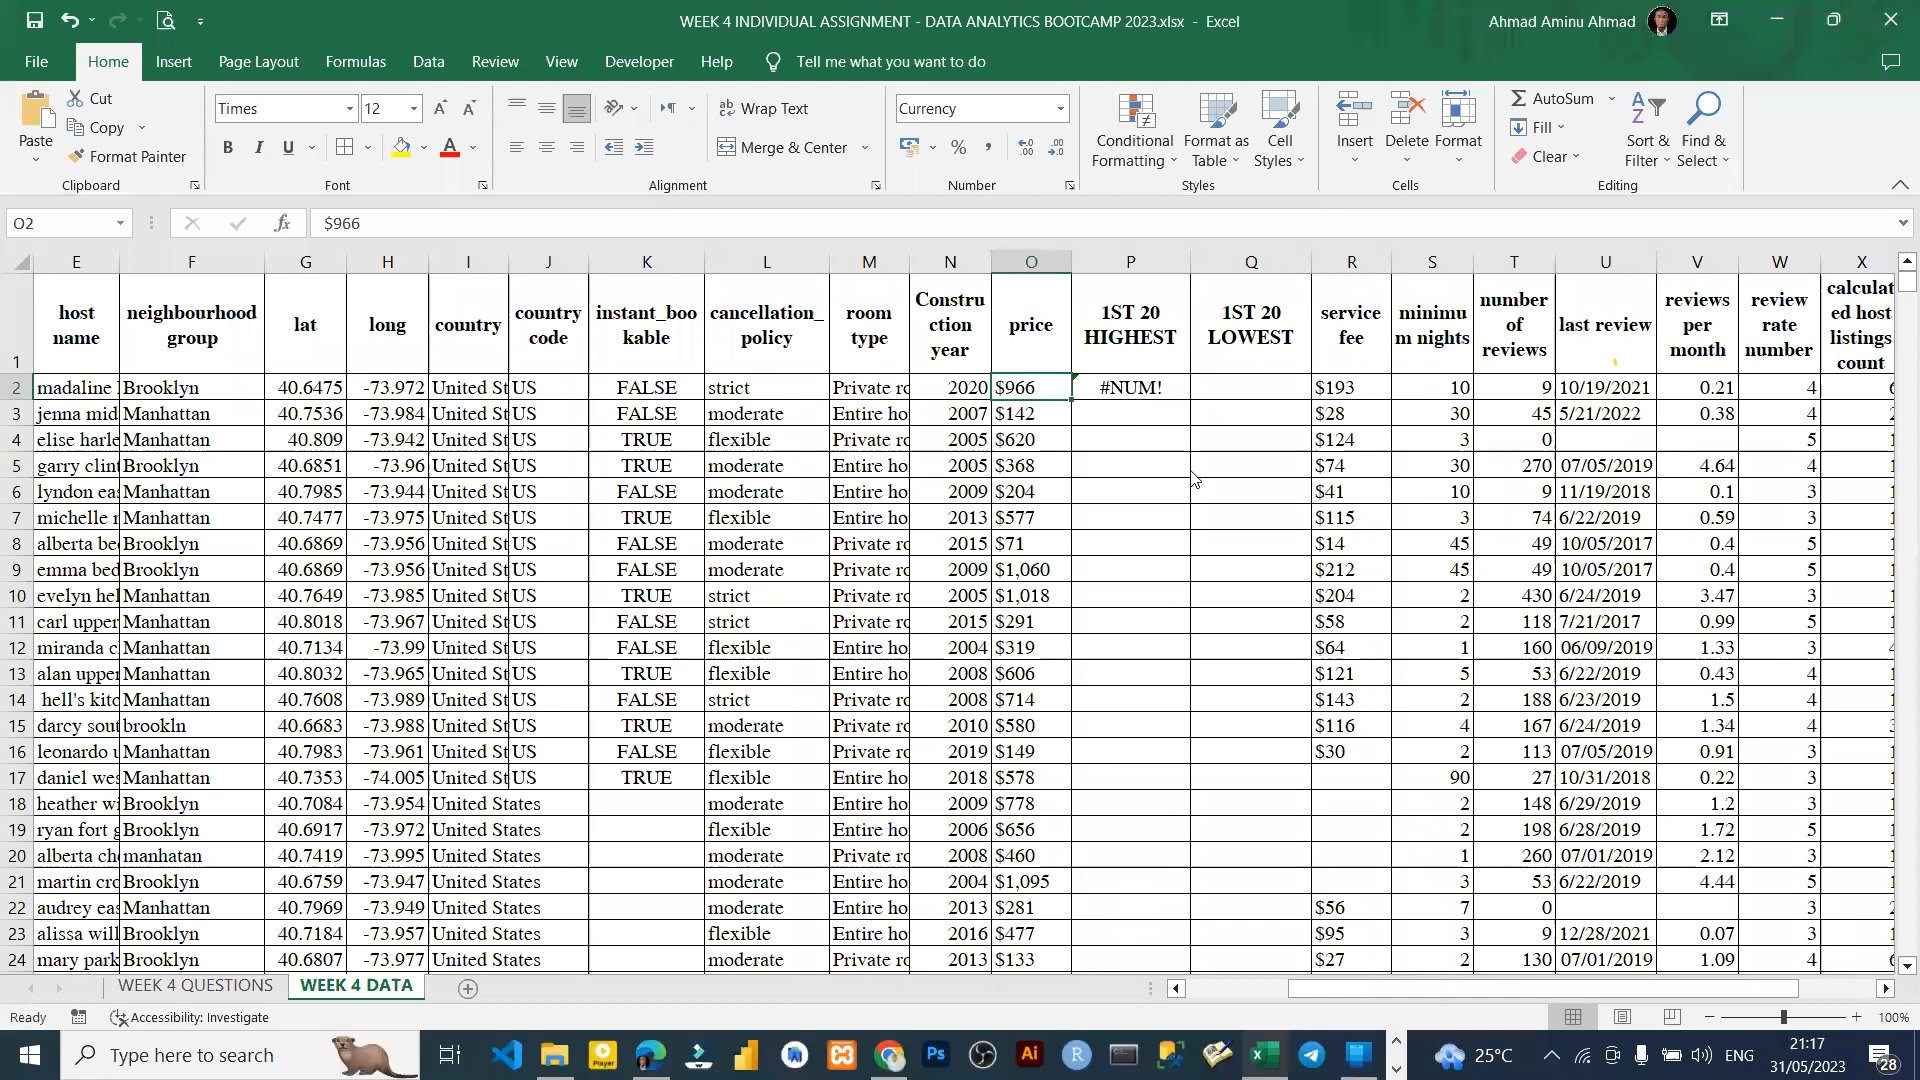 WEEK 4 INDIVIDUAL ASSIGNMENT - DATA ANALYTICS BOOTCAMP 2023.xlsx - Excel
Ahmad Aminu Ahmad
File Home Insert Page Layout Formulas Data Review View Developer Help Tell me what you want to do
Paste
Cut
Copy
Format Painter
Clipboard
Times 12
B I U
Font
Wrap Text
Merge & Center
Alignment
Currency
Number
Conditional Formatting
Format as Table
Cell Styles
Styles
Insert Delete Format
Cells
AutoSum
Fill
Clear
Sort & Filter
Find & Select
Editing
O2 fx $966
E F G H I J K L M N O P Q R S T U V W X
1 host name neighbourhood group lat long country country code instant_bookable cancellation_policy room type Construction year price 1ST 20 HIGHEST 1ST 20 LOWEST service fee minimum nights number of reviews last review reviews per month review rate number calculated host listings count
2 madaline Brooklyn 40.6475 -73.972 United St US FALSE strict Private ro 2020 $966 #NUM! $193 10 9 10/19/2021 0.21 4
3 jenna mid Manhattan 40.7536 -73.984 United St US FALSE moderate Entire ho 2007 $142 $28 30 45 5/21/2022 0.38 4
4 elise harle Manhattan 40.809 -73.942 United St US TRUE flexible Private ro 2005 $620 $124 3 0 5
5 garry clint Brooklyn 40.6851 -73.96 United St US TRUE moderate Entire ho 2005 $368 $74 30 270 07/05/2019 4.64 4
6 lyndon eas Manhattan 40.7985 -73.944 United St US FALSE moderate Entire ho 2009 $204 $41 10 9 11/19/2018 0.1 3
7 michelle Manhattan 40.7477 -73.975 United St US TRUE flexible Entire ho 2013 $577 $115 3 74 6/22/2019 0.59 3
8 alberta be Brooklyn 40.6869 -73.956 United St US FALSE moderate Private ro 2015 $71 $14 45 49 10/05/2017 0.4 5
9 emma bed Brooklyn 40.6869 -73.956 United St US FALSE moderate Private ro 2009 $1,060 $212 45 49 10/05/2017 0.4 5
10 evelyn hel Manhattan 40.7649 -73.985 United St US TRUE strict Private ro 2005 $1,018 $204 2 430 6/24/2019 3.47 3
11 carl upper Manhattan 40.8018 -73.967 United St US FALSE strict Private ro 2015 $291 $58 2 118 7/21/2017 0.99 5
12 miranda c Manhattan 40.7134 -73.99 United St US FALSE flexible Entire ho 2004 $319 $64 1 160 06/09/2019 1.33 3
13 alan upper Manhattan 40.8032 -73.965 United St US TRUE flexible Entire ho 2008 $606 $121 5 53 6/22/2019 0.43 4
14 hell's kitc Manhattan 40.7608 -73.989 United St US FALSE strict Private ro 2008 $714 $143 2 188 6/23/2019 1.5 4
15 darcy sout brookln 40.6683 -73.988 United St US TRUE moderate Private ro 2010 $580 $116 4 167 6/24/2019 1.34 4
16 leonardo u Manhattan 40.7983 -73.961 United St US FALSE flexible Private ro 2019 $149 $30 2 113 07/05/2019 0.91 3
17 daniel wes Manhattan 40.7353 -74.005 United St US TRUE flexible Entire ho 2018 $578 90 27 10/31/2018 0.22 3
18 heather wi Brooklyn 40.7084 -73.954 United States moderate Entire ho 2009 $778 2 148 6/29/2019 1.2 3
19 ryan fort g Brooklyn 40.6917 -73.972 United States flexible Entire ho 2006 $656 2 198 6/28/2019 1.72 5
20 alberta che manhatan 40.7419 -73.995 United States moderate Private ro 2008 $460 1 260 07/01/2019 2.12 3
21 martin cro Brooklyn 40.6759 -73.947 United States moderate Entire ho 2004 $1,095 3 53 6/22/2019 4.44 5
22 audrey eas Manhattan 40.7969 -73.949 United States moderate Entire ho 2013 $281 $56 7 0 3
23 alissa will Brooklyn 40.7184 -73.957 United States flexible Entire ho 2016 $477 $95 3 9 12/28/2021 0.07 3
24 mary park Brooklyn 40.6807 -73.977 United States moderate Private ro 2013 $133 $27 2 130 07/01/2019 1.09 4
WEEK 4 QUESTIONS WEEK 4 DATA
Ready Accessibility: Investigate 100%
Type here to search
25°C ENG 21:17
31/05/2023
28